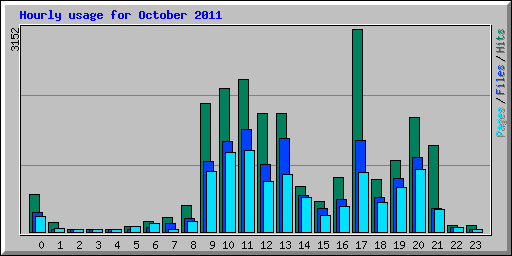 Hourly usage for October 2011
3152
Pages / Files / Hits
0 1 2 3 4 5 6 7 8 9 10 11 12 13 14 15 16 17 18 19 20 21 22 23